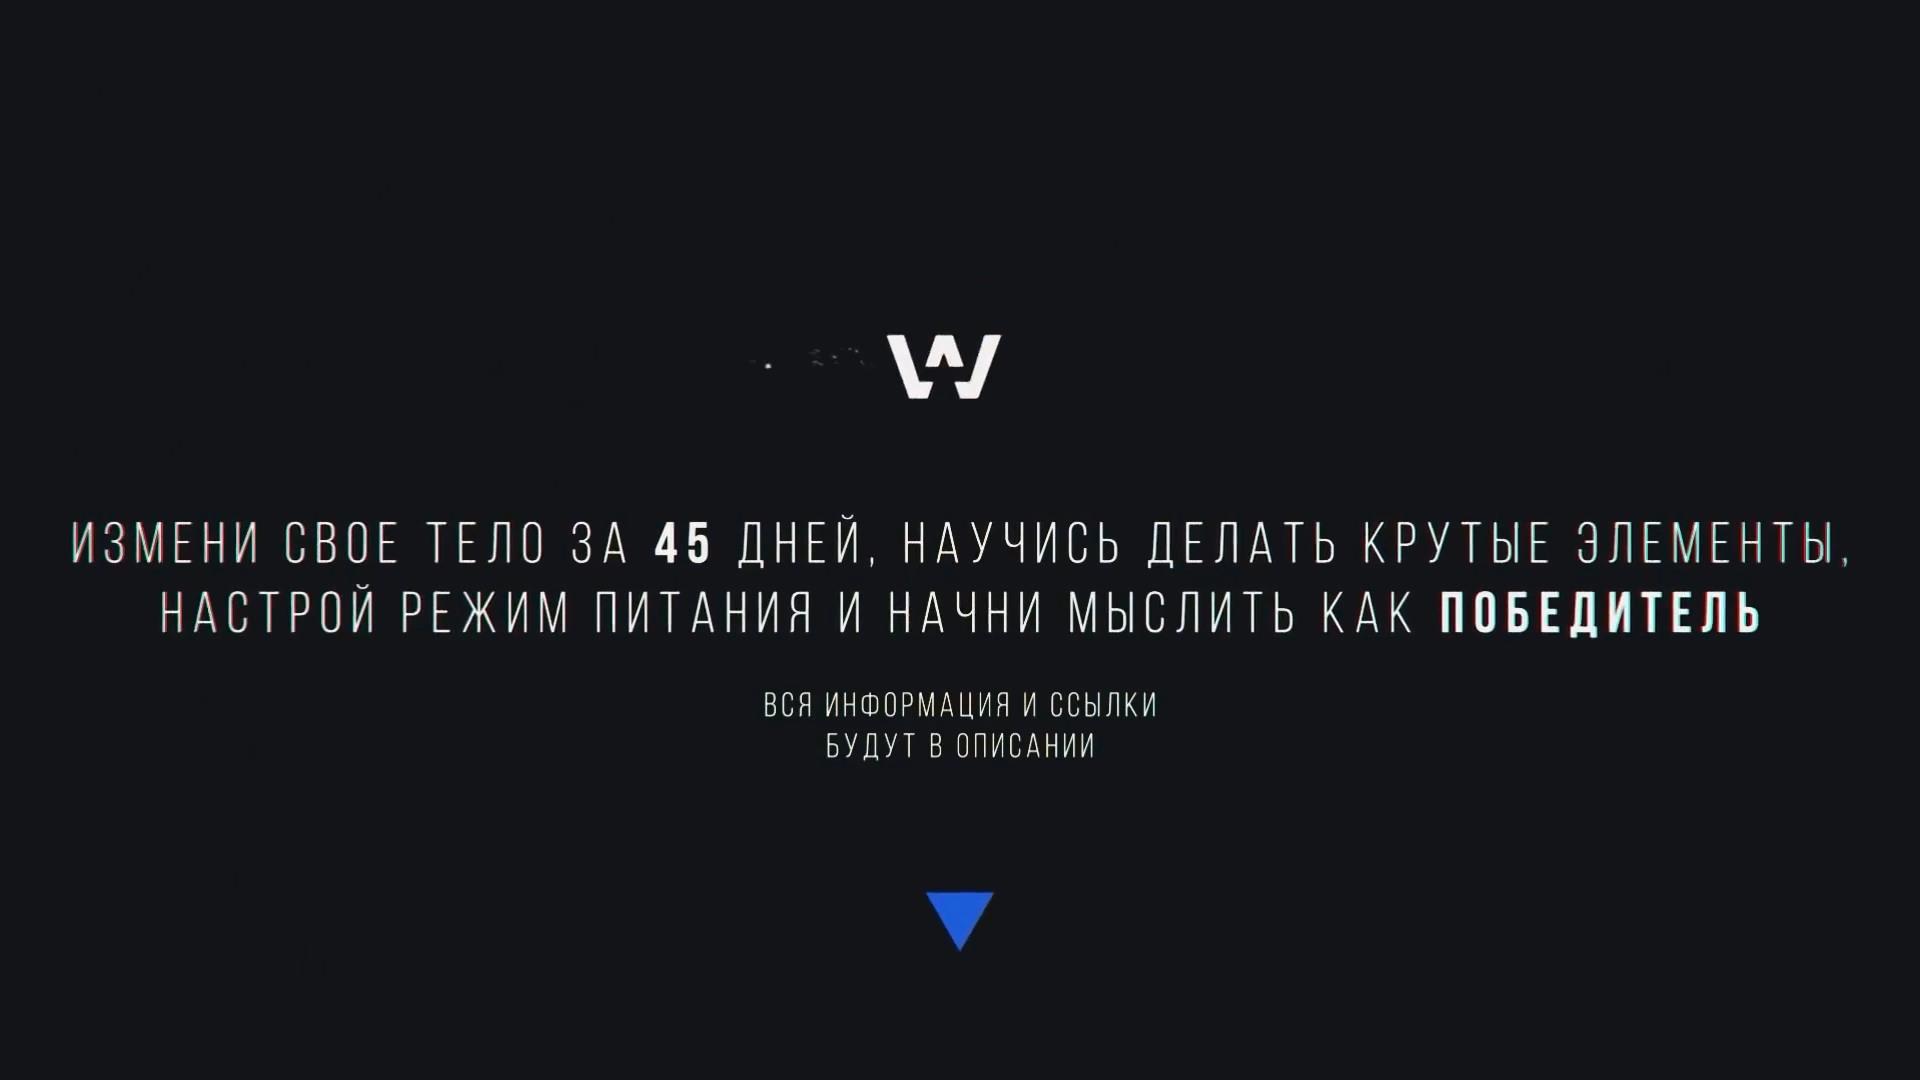 W
ИЗМЕНИ СВОЕ ТЕЛО ЗА 45 ДНЕЙ, НАУЧИСЬ ДЕЛАТЬ КРУТЫЕ ЭЛЕМЕНТЫ,
НАСТРОЙ РЕЖИМ ПИТАНИЯ И НАЧНИ МЫСЛИТЬ КАК ПОБЕДИТЕЛЬ
ВСЯ ИНФОРМАЦИЯ И ССЫЛКИ
БУДУТ В ОПИСАНИИ